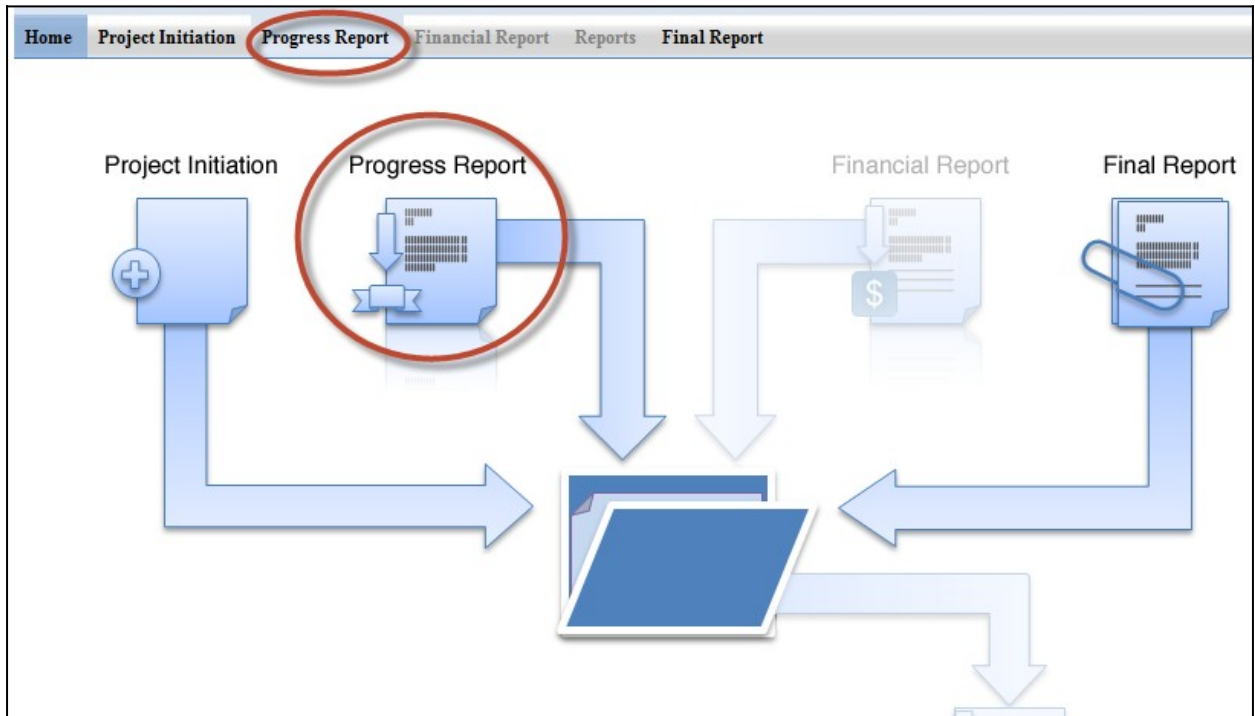 Home Project Initiation Progress Report Financial Report Reports Final Report
Project Initiation Progress Report Financial Report Final Report
$